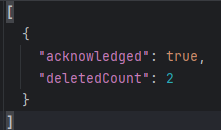 [
  {
    "acknowledged": true,
    "deletedCount": 2
  }
]